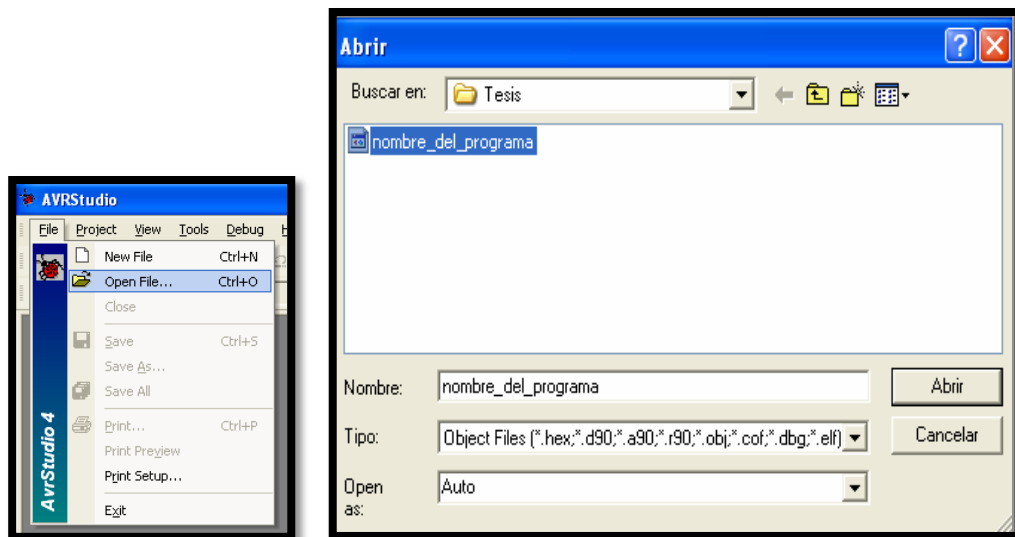 AVRStudio
File Project View Tools Debug
New File Ctrl+N
Open File... Ctrl+O
Close
Save Ctrl+S
Save As...
Save All
Print... Ctrl+P
Print Preview
Print Setup...
Exit
AvrStudio 4
Abrir
Buscar en: Tesis
nombre_del_programa
Nombre: nombre_del_programa Abrir
Tipo: Object Files (*.hex;*.d90;*.a90;*.r90;*.obj;*.cof;*.dbg;*.elf) Cancelar
Open Auto
as: